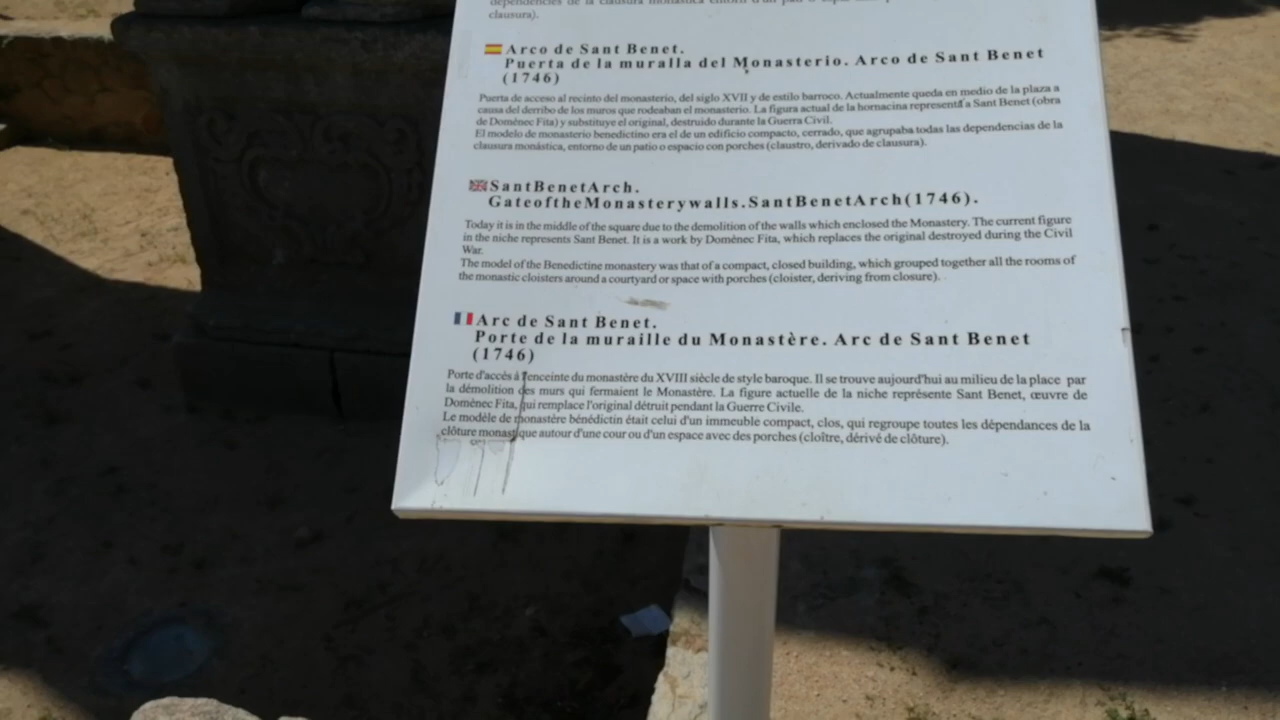 dependències de la clausura monàstica entorn d'un pati o espai
clausura).
Arco de Sant Benet.
Puerta de la muralla del Monasterio. Arco de Sant Benet
(1746)
Puerta de acceso al recinto del monasterio, del siglo XVII y de estilo barroco. Actualmente queda en medio de la plaza a
causa del derribo de los muros que rodeaban el monasterio. La figura actual de la hornacina representa a Sant Benet (obra
de Domènec Fita) y substituye el original, destruido durante la Guerra Civil.
El modelo de monasterio benedictino era el de un edificio compacto, cerrado, que agrupaba todas las dependencias de la
clausura monástica, entorno de un patio o espacio con porches (claustro, derivado de clausura).
SantBenetArch.
GateoftheMonasterywalls.SantBenetArch(1746).
Today it is in the middle of the square due to the demolition of the walls which enclosed the Monastery. The current figure
in the niche represents Sant Benet. It is a work by Domènec Fita, which replaces the original destroyed during the Civil
War.
The model of the Benedictine monastery was that of a compact, closed building, which grouped together all the rooms of
the monastic cloisters around a courtyard or space with porches (cloister, deriving from closure).
Arc de Sant Benet.
Porte de la muraille du Monastère. Arc de Sant Benet
(1746)
Porte d'accès à l'enceinte du monastère du XVIII siècle de style baroque. Il se trouve aujourd'hui au milieu de la place par
la démolition des murs qui fermaient le Monastère. La figure actuelle de la niche représente Sant Benet, œuvre de
Domènec Fita, qui remplace l'original détruit pendant la Guerre Civile.
Le modèle de monastère bénédictin était celui d'un immeuble compact, clos, qui regroupe toutes les dépendances de la
clôture monastique autour d'une cour ou d'un espace avec des porches (cloître, dérivé de clôture).